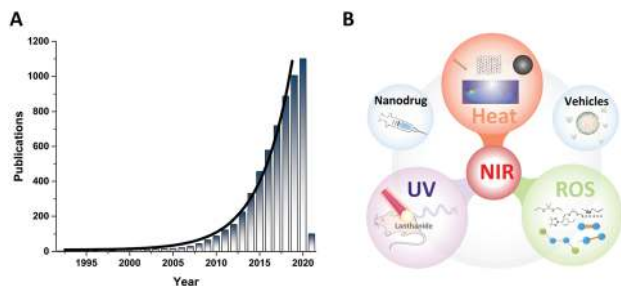 A
1200
1000
800
600
400
200
0
Publications
1995
2000
2005
2010
2015
2020
Year
B
Nanodrug
Heat
Vehicles
NIR
UV
Lanthanide
ROS